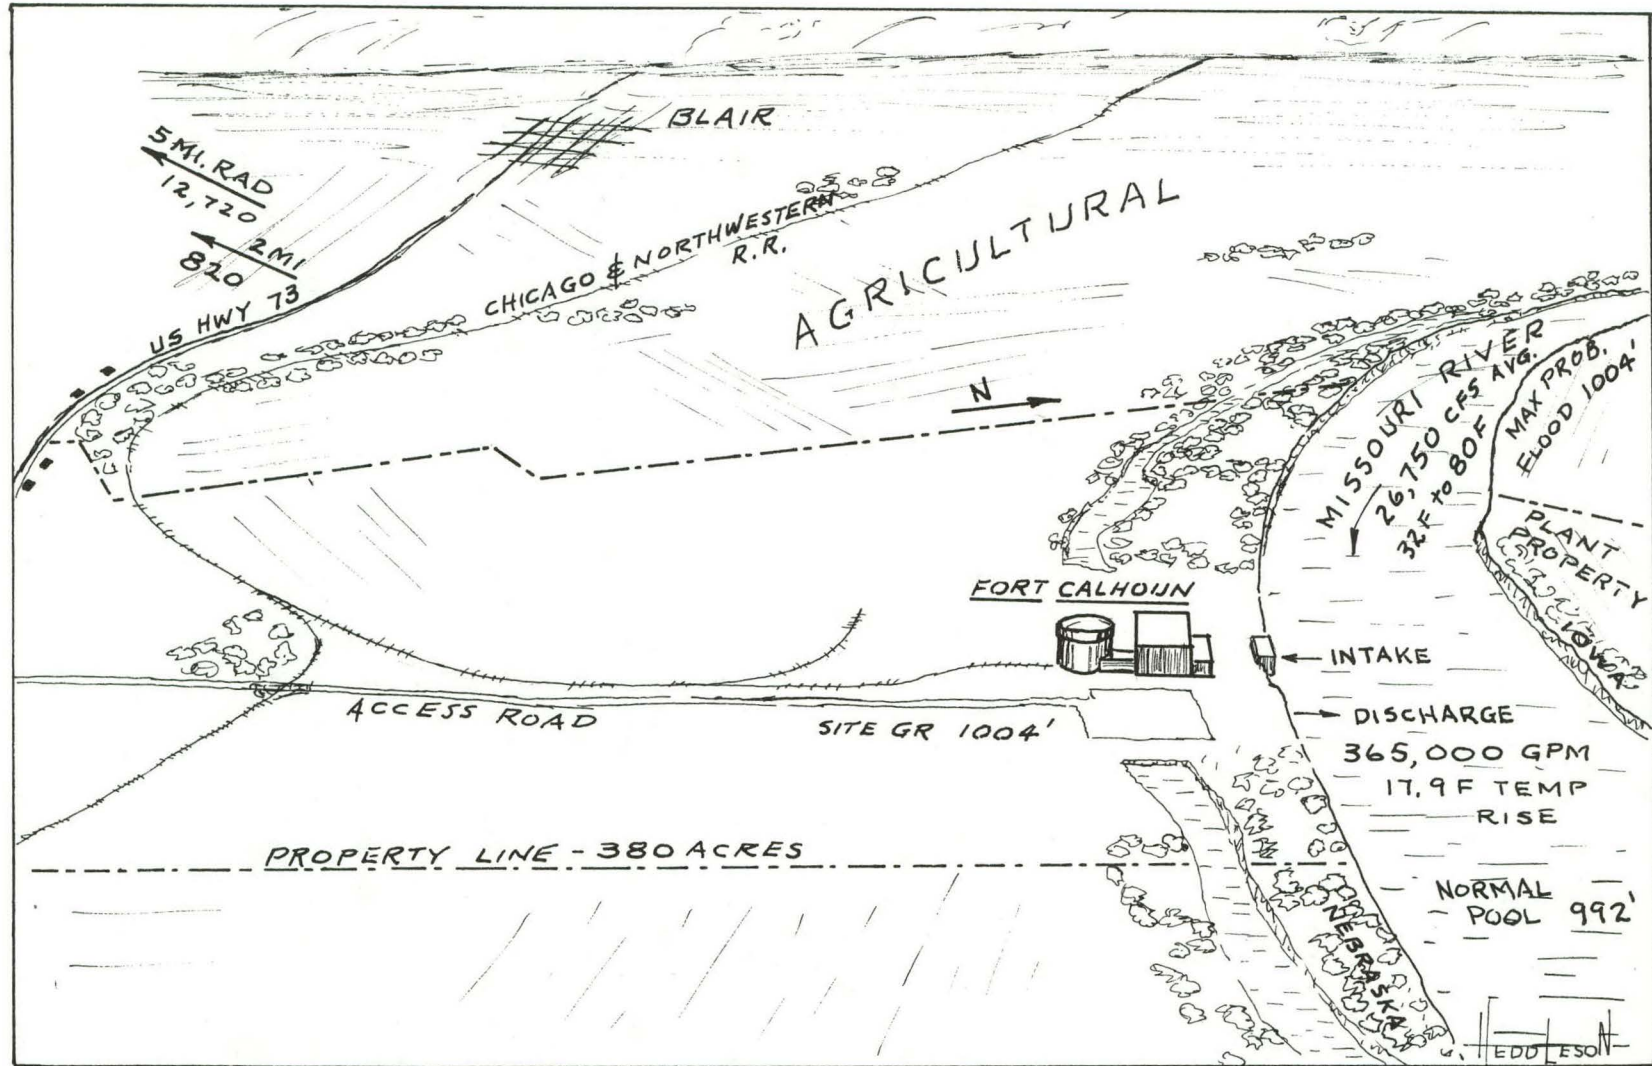 BLAIR
5 MI. RAD
12,720
2 MI
820
US HWY 73
CHICAGO & NORTHWESTERN
R.R.
AGRICULTURAL
N
MISSOURI RIVER
26,750 CFS AVG.
32F to 80F
MAX PROB.
FLOOD 1004'
PLANT
PROPERTY
IOWA
FORT CALHOUN
INTAKE
ACCESS ROAD
SITE GR 1004'
DISCHARGE
365,000 GPM
17.9F TEMP
RISE
PROPERTY LINE - 380 ACRES
NORMAL
POOL 992'
NEBRASKA
HEDDLESON